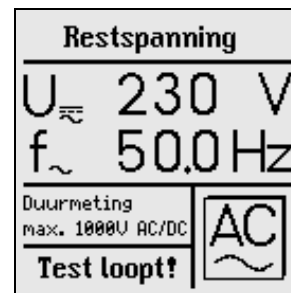 Restspanning
U≂ 230 V
f~ 50.0 Hz
Duurmeting
max. 1000V AC/DC
Test loopt!
AC